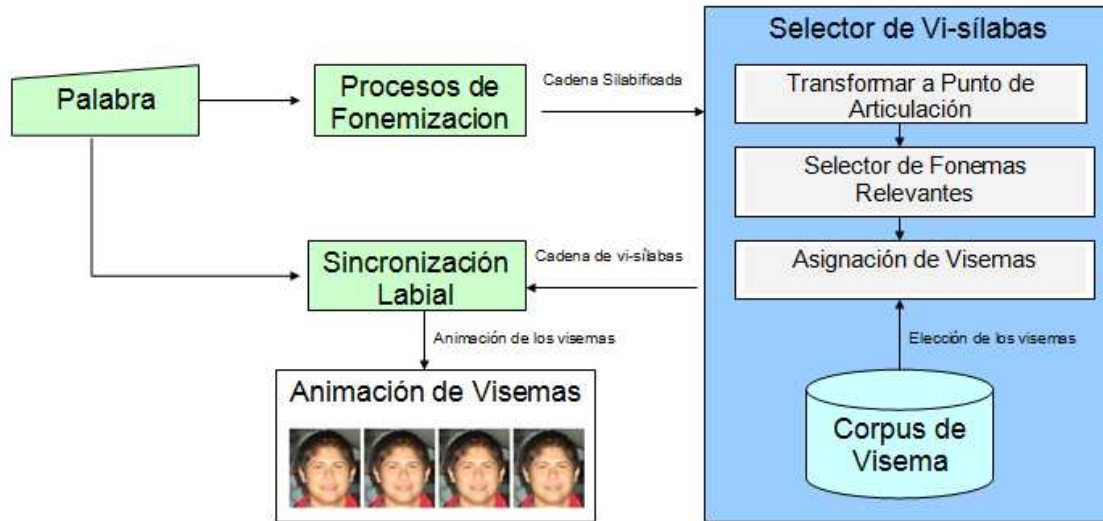 Palabra
Procesos de
Fonemizacion
Cadena Silabificada
Selector de Vi-sílabas
Transformar a Punto de
Articulación
Selector de Fonemas
Relevantes
Asignación de Visemas
Elección de los visemas
Corpus de
Visema
Cadena de vi-sílabas
Sincronización
Labial
Animación de los visemas
Animación de Visemas